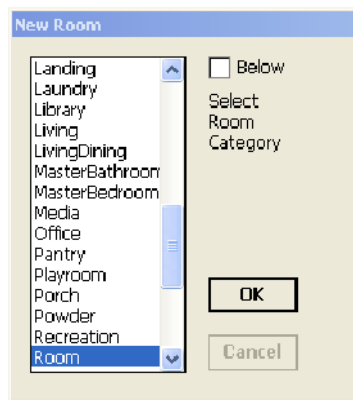 New Room
Landing
Laundry
Library
Living
LivingDining
MasterBathroom
MasterBedroom
Media
Office
Pantry
Playroom
Porch
Powder
Recreation
Room
Below
Select
Room
Category
OK
Cancel